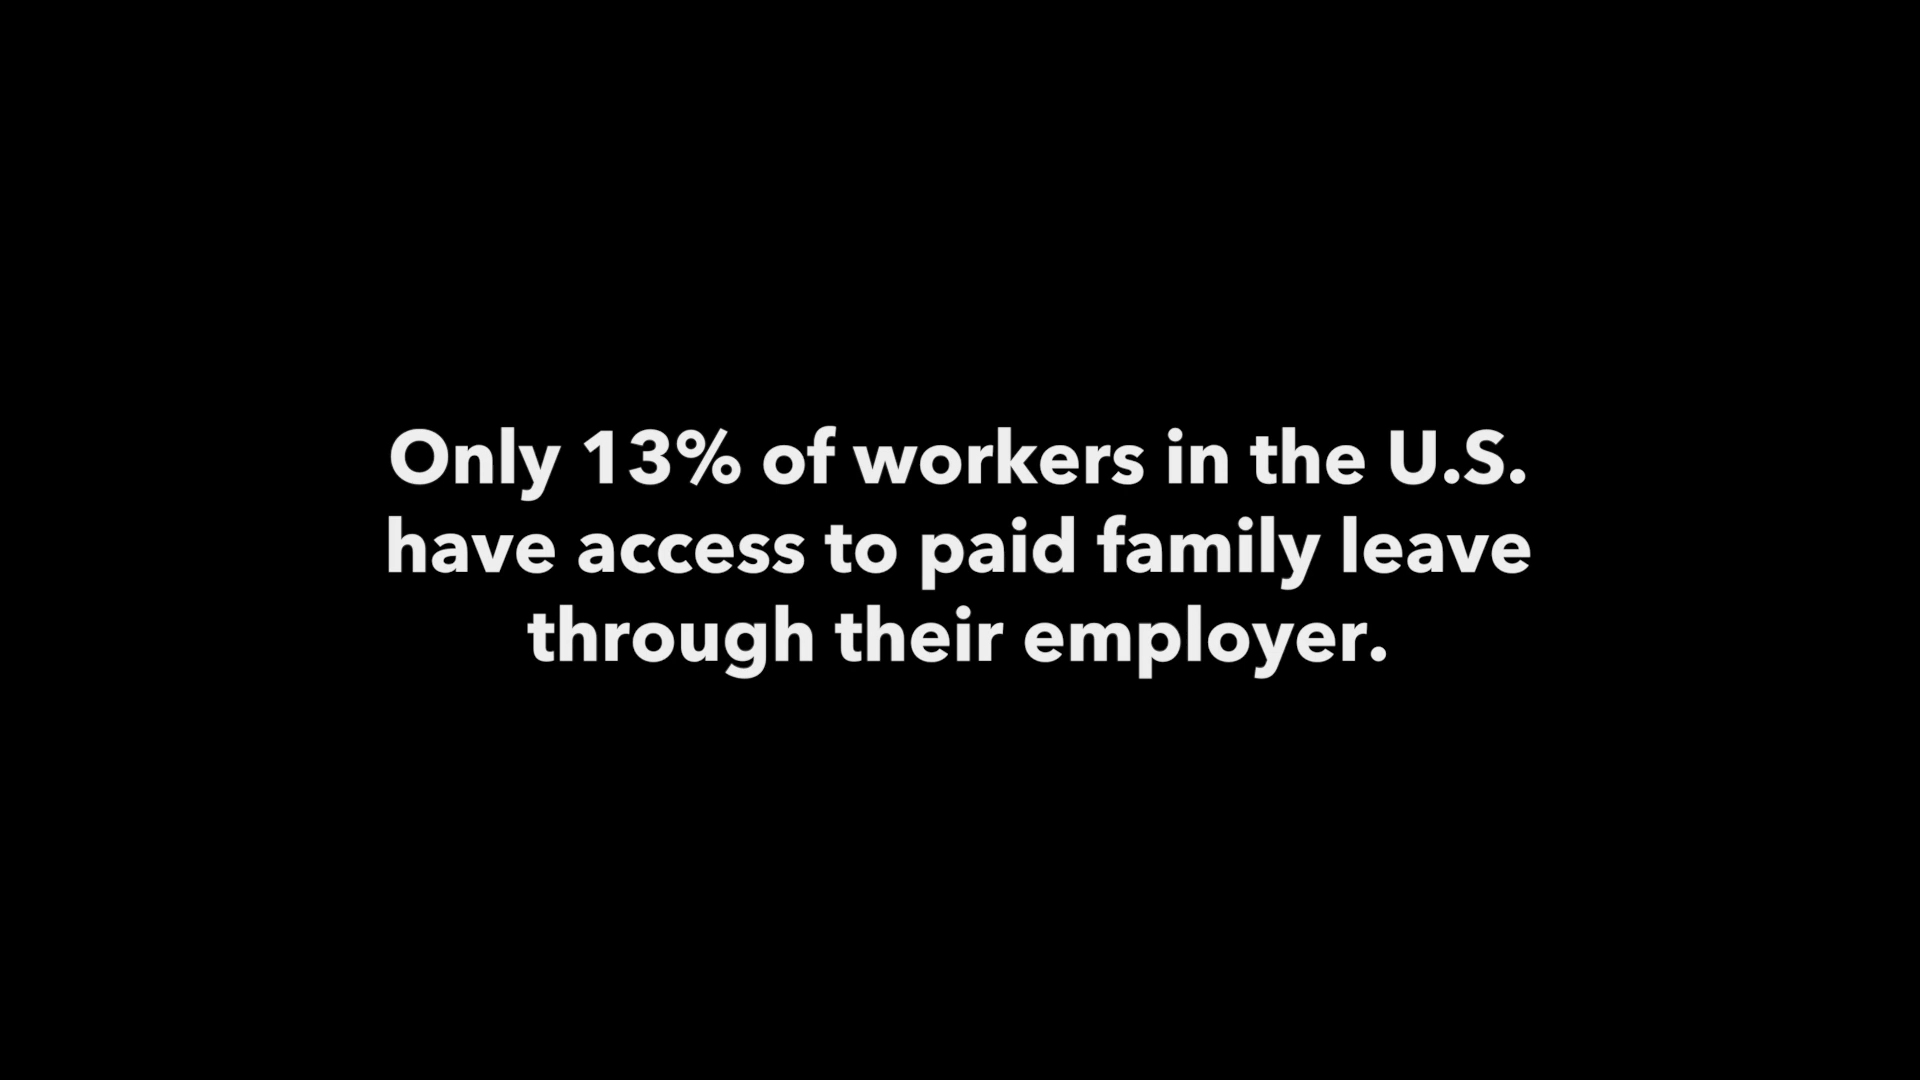 Only 13% of workers in the U.S.
have access to paid family leave
through their employer.